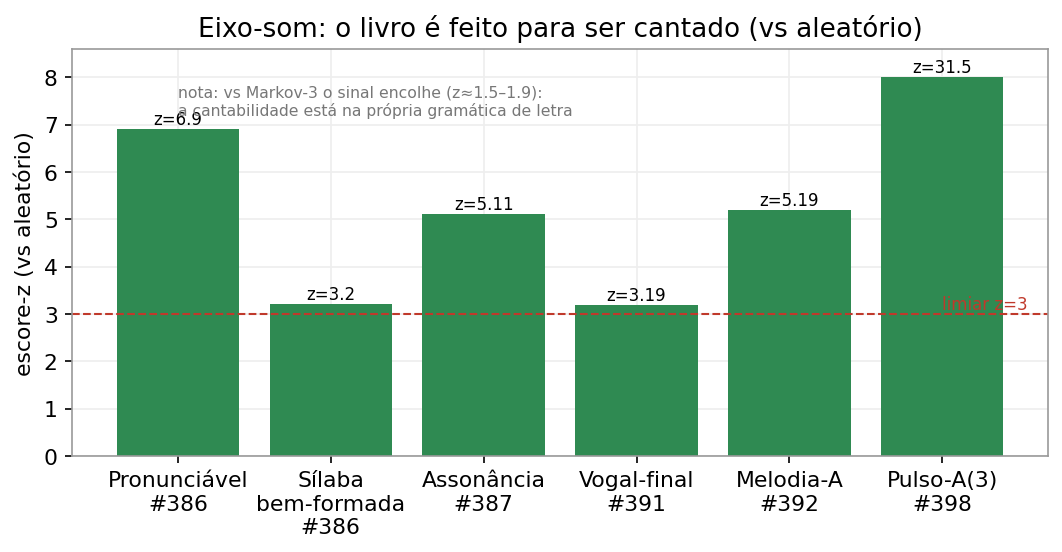 Eixo-som: o livro é feito para ser cantado (vs aleatório)
escore-z (vs aleatório)
8
7
6
5
4
3
2
1
0
nota: vs Markov-3 o sinal encolhe (z≈1.5–1.9):
a cantabilidade está na própria gramática de letra
z=6.9
z=3.2
z=5.11
z=3.19
z=5.19
z=31.5
limiar z=3
Pronunciável
#386
Sílaba
bem-formada
#386
Assonância
#387
Vogal-final
#391
Melodia-A
#392
Pulso-A(3)
#398